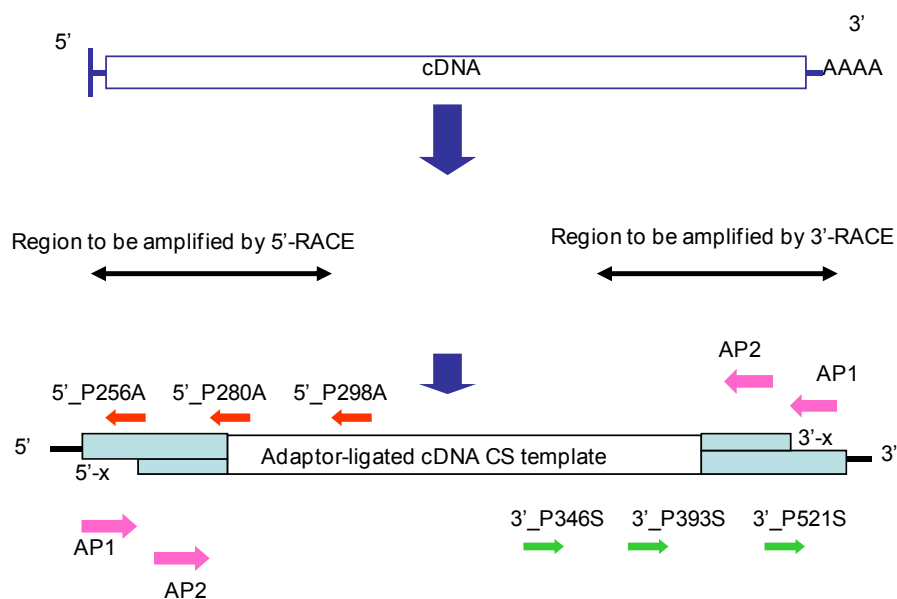 3’
5’
cDNA
AAAA
Region to be amplified by 5’-RACE
Region to be amplified by 3’-RACE
AP2
AP1
5’_P256A
5’_P280A
5’_P298A
5’
3’-x
Adaptor-ligated cDNA CS template
3’
5’-x
3’_P346S
3’_P393S
3’_P521S
AP1
AP2